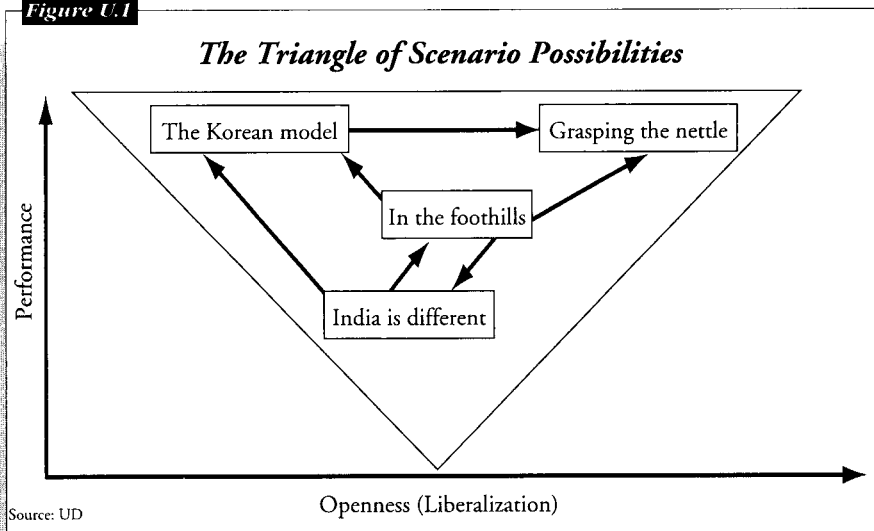 Figure U.1
The Triangle of Scenario Possibilities
The Korean model
Grasping the nettle
In the foothills
India is different
Performance
Openness (Liberalization)
Source: UD